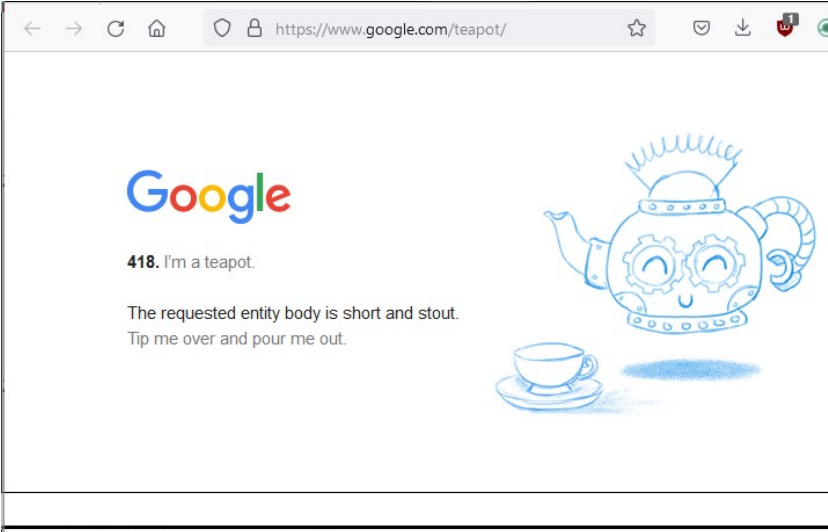 https://www.google.com/teapot/
1
Google
418. I'm a teapot.
The requested entity body is short and stout.
Tip me over and pour me out.